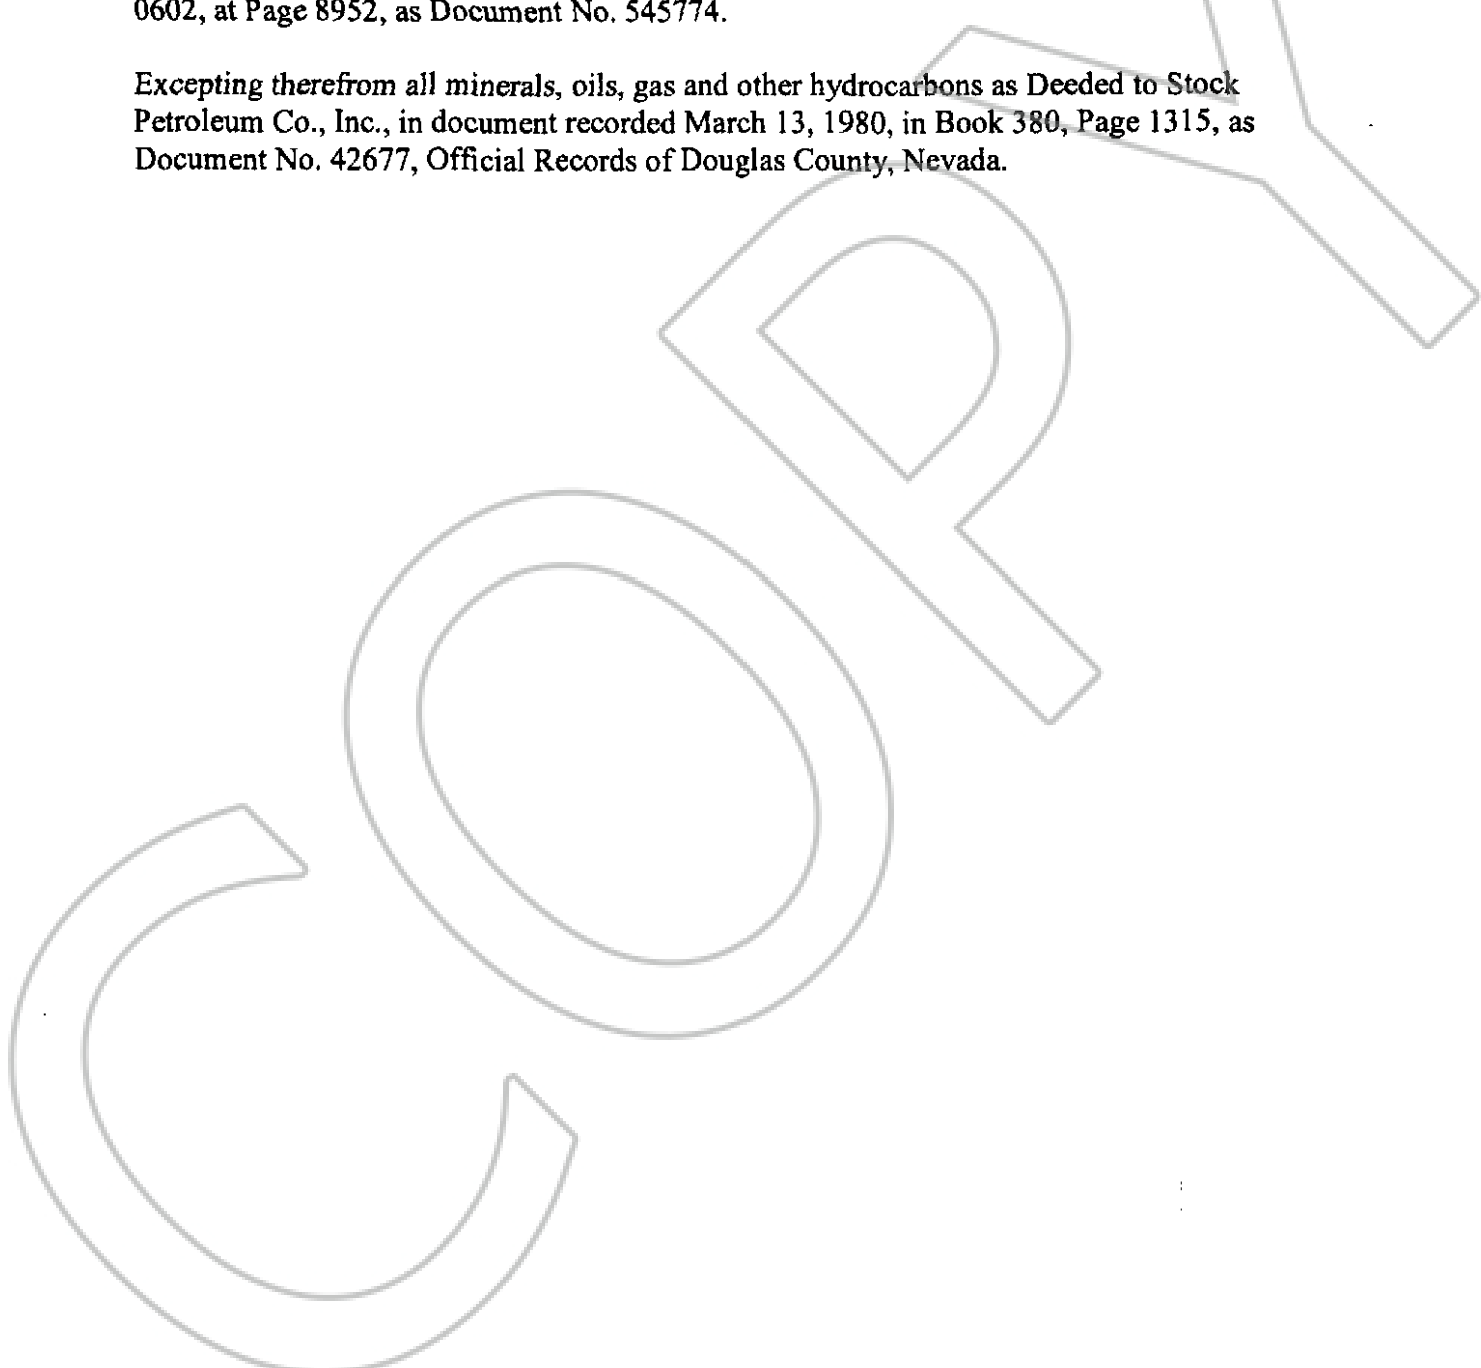 0602, at Page 8952, as Document No. 545774.
Excepting therefrom all minerals, oils, gas and other hydrocarbons as Deeded to Stock
Petroleum Co., Inc., in document recorded March 13, 1980, in Book 380, Page 1315, as
Document No. 42677, Official Records of Douglas County, Nevada.
COPY